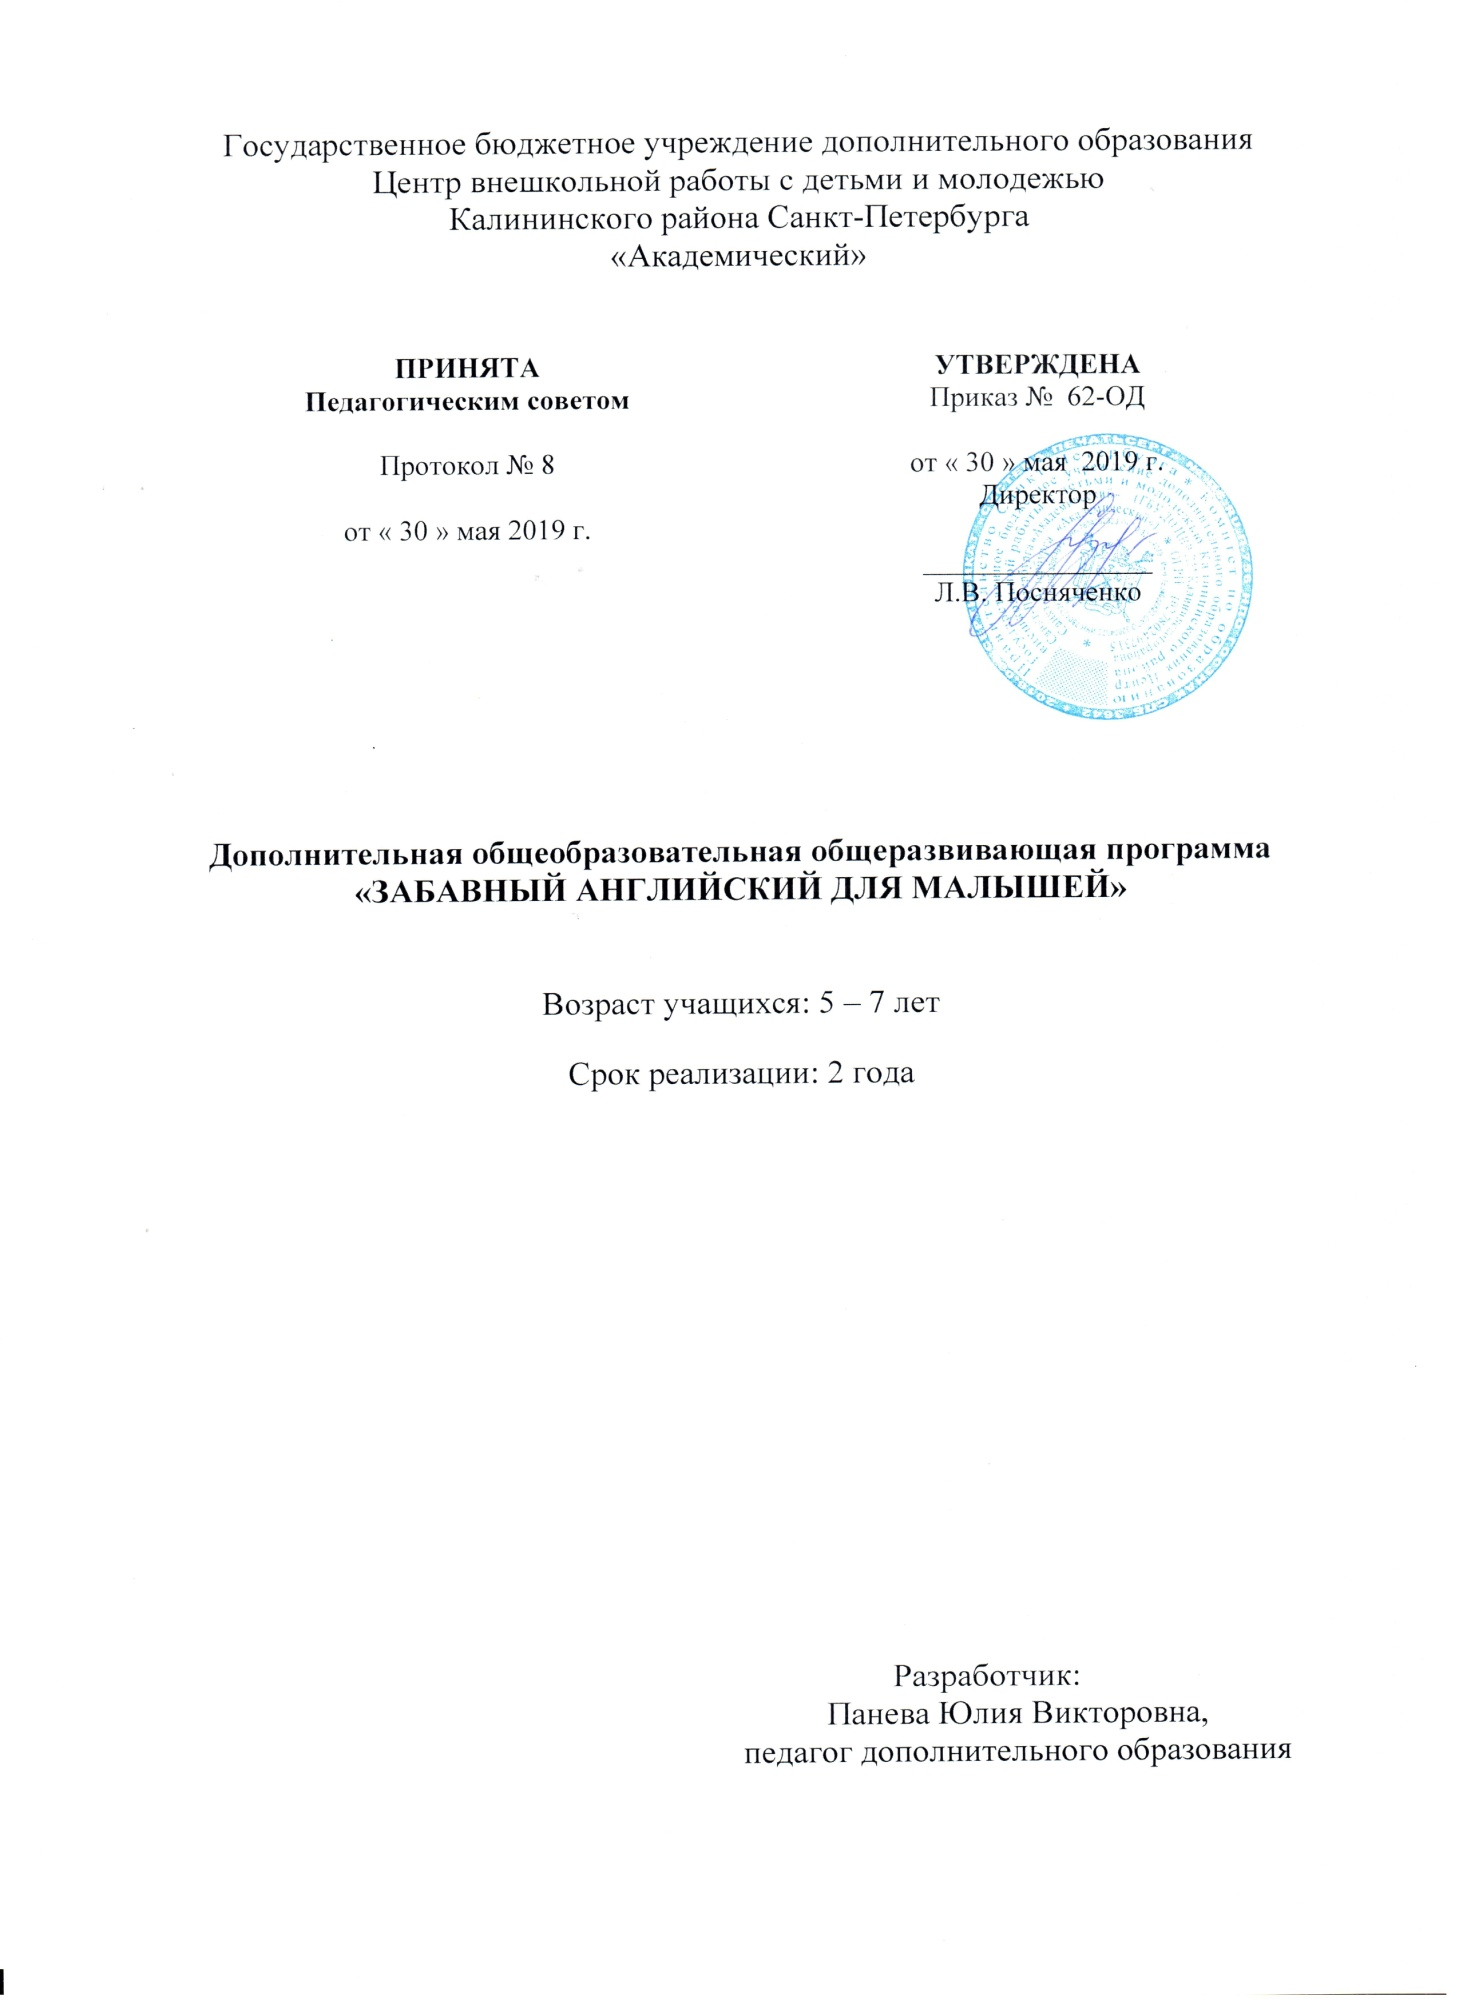 Государственное бюджетное учреждение дополнительного образования
Центр внешкольной работы с детьми и молодежью
Калининского района Санкт-Петербурга
«Академический»
ПРИНЯТА
Педагогическим советом
Протокол № 8
от « 30 » мая 2019 г.
УТВЕРЖДЕНА
Приказ № 62-ОД
от « 30 » мая 2019 г.
Директор
Л.В. Посняченко
Дополнительная общеобразовательная общеразвивающая программа
«ЗАБАВНЫЙ АНГЛИЙСКИЙ ДЛЯ МАЛЫШЕЙ»
Возраст учащихся: 5 – 7 лет
Срок реализации: 2 года
Разработчик:
Панева Юлия Викторовна,
педагог дополнительного образования